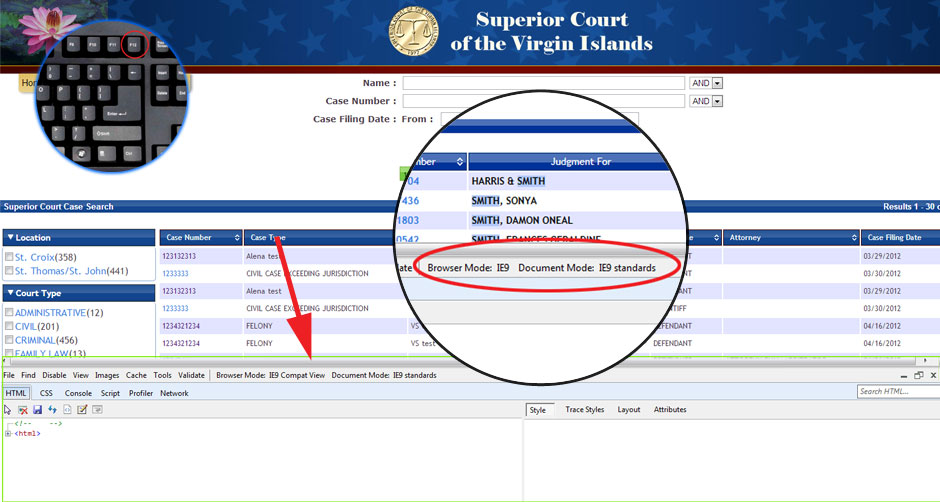 Superior Court
of the Virgin Islands
F9 F10 F11 F12
Enter
Shift
Name :
AND
Case Number :
AND
Case Filing Date : From :
Judgment For
HARRIS & SMITH
436 SMITH, SONYA
1803 SMITH, DAMON ONEAL
0542 SMITH, FRANCES GERALDINE
Browser Mode: IE9 Document Mode: IE9 standards
Superior Court Case Search
Results 1 - 30
Location
St. Croix(358)
St. Thomas/St. John(441)
Court Type
ADMINISTRATIVE(12)
CIVIL(201)
CRIMINAL(456)
FAMILY LAW(13)
Case Number Case Type Attorney Case Filing Date
123132313 Alena test 03/29/2012
1233333 CIVIL CASE EXCEEDING JURISDICTION 03/30/2012
123132313 Alena test 03/29/2012
1233333 CIVIL CASE EXCEEDING JURISDICTION 03/30/2012
1234321234 FELONY VS DEFENDANT 04/16/2012
1234321234 FELONY VS test DEFENDANT 04/16/2012
File Find Disable View Images Cache Tools Validate Browser Mode: IE9 Compat View Document Mode: IE9 standards
HTML CSS Console Script Profiler Network
Search HTML...
Style Trace Styles Layout Attributes
<!-- -->
<html>